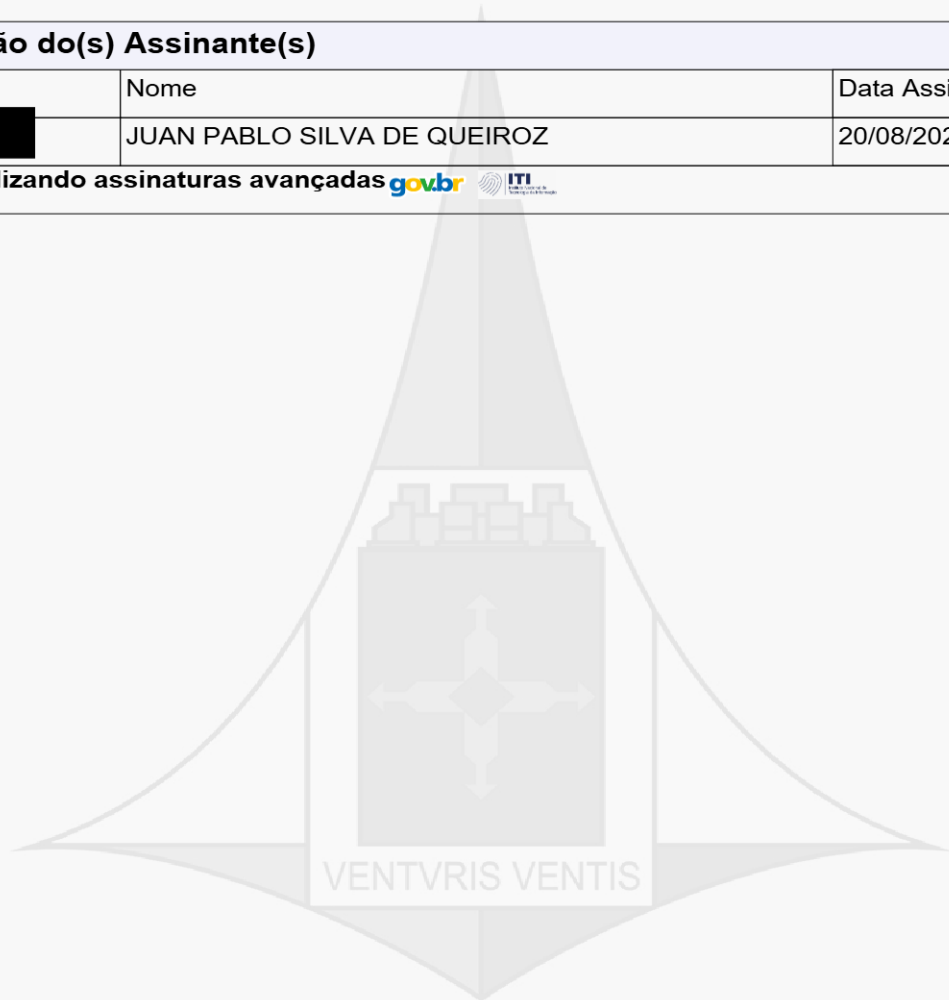 ão do(s) Assinante(s)
Nome
Data Assi
JUAN PABLO SILVA DE QUEIROZ
20/08/202
lizando assinaturas avançadas gov.br ITI
VENTVRIS VENTIS